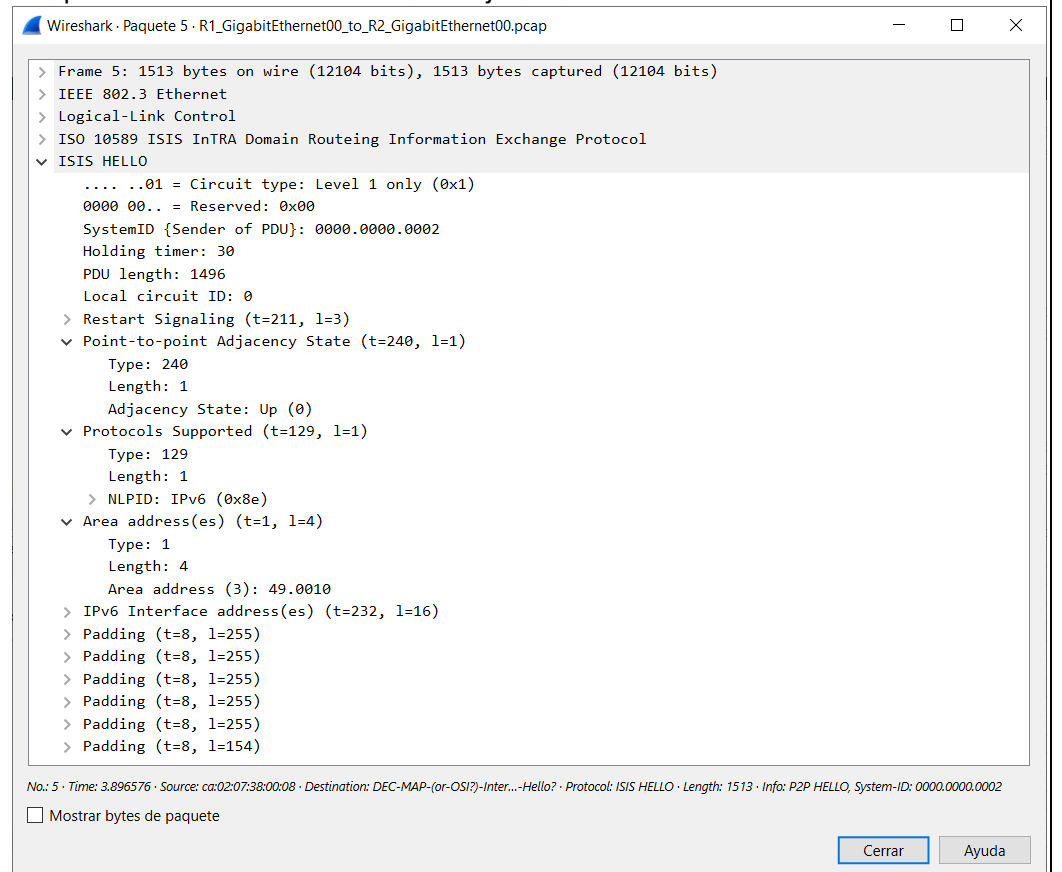 Wireshark · Paquete 5 · R1_GigabitEthernet00_to_R2_GigabitEthernet00.pcap
Frame 5: 1513 bytes on wire (12104 bits), 1513 bytes captured (12104 bits)
IEEE 802.3 Ethernet
Logical-Link Control
ISO 10589 ISIS InTRA Domain Routeing Information Exchange Protocol
ISIS HELLO
.... ..01 = Circuit type: Level 1 only (0x1)
0000 00.. = Reserved: 0x00
SystemID {Sender of PDU}: 0000.0000.0002
Holding timer: 30
PDU length: 1496
Local circuit ID: 0
Restart Signaling (t=211, l=3)
Point-to-point Adjacency State (t=240, l=1)
Type: 240
Length: 1
Adjacency State: Up (0)
Protocols Supported (t=129, l=1)
Type: 129
Length: 1
NLPID: IPv6 (0x8e)
Area address(es) (t=1, l=4)
Type: 1
Length: 4
Area address (3): 49.0010
IPv6 Interface address(es) (t=232, l=16)
Padding (t=8, l=255)
Padding (t=8, l=255)
Padding (t=8, l=255)
Padding (t=8, l=255)
Padding (t=8, l=255)
Padding (t=8, l=154)
No.: 5 · Time: 3.896576 · Source: ca:02:07:38:00:08 · Destination: DEC-MAP-(or-OSI?)-Inter...-Hello? · Protocol: ISIS HELLO · Length: 1513 · Info: P2P HELLO, System-ID: 0000.0000.0002
Mostrar bytes de paquete
Cerrar
Ayuda